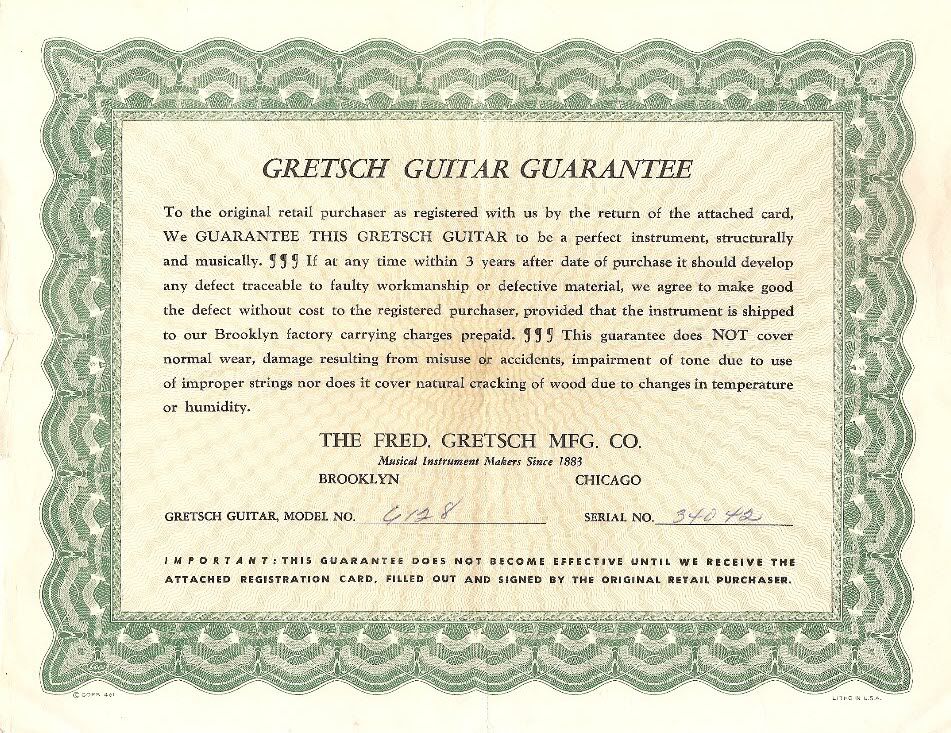 GRETSCH GUITAR GUARANTEE
To the original retail purchaser as registered with us by the return of the attached card,
We GUARANTEE THIS GRETSCH GUITAR to be a perfect instrument, structurally
and musically. ¶¶¶ If at any time within 3 years after date of purchase it should develop
any defect traceable to faulty workmanship or defective material, we agree to make good
the defect without cost to the registered purchaser, provided that the instrument is shipped
to our Brooklyn factory carrying charges prepaid. ¶¶¶ This guarantee does NOT cover
normal wear, damage resulting from misuse or accidents, impairment of tone due to use
of improper strings nor does it cover natural cracking of wood due to changes in temperature
or humidity.
THE FRED. GRETSCH MFG. CO.
Musical Instrument Makers Since 1883
BROOKLYN CHICAGO
GRETSCH GUITAR, MODEL NO. 6128 SERIAL NO. 34042
IMPORTANT: THIS GUARANTEE DOES NOT BECOME EFFECTIVE UNTIL WE RECEIVE THE
ATTACHED REGISTRATION CARD, FILLED OUT AND SIGNED BY THE ORIGINAL RETAIL PURCHASER.
LITHO IN U.S.A.